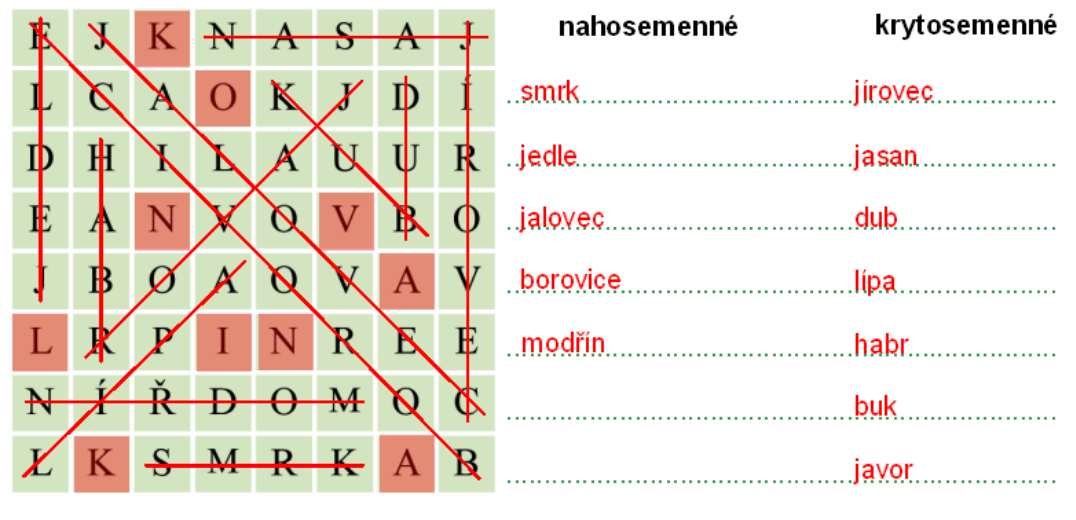 nahosemenné krytosemenné
E J K N A S A J
L C A O K J D Í
smrk jírovec
D H I L A U U R
jedle jasan
E A N V O V B O
jalovec dub
J B O A O V A V
borovice lípa
L R P I N R E E
modřín habr
N Í Ř D O M O C
buk
L K S M R K A B
javor